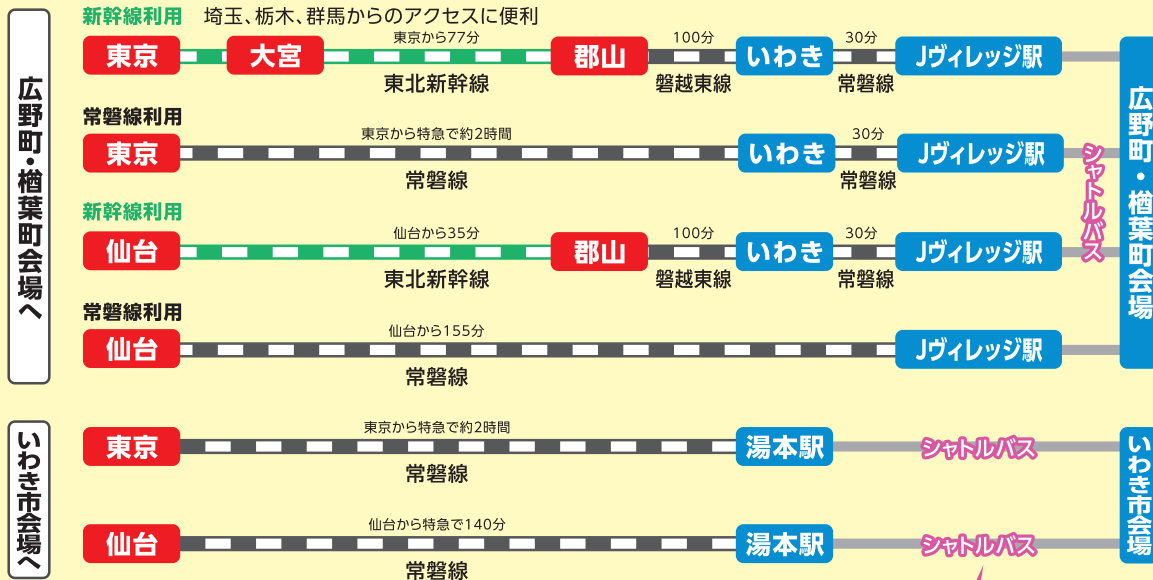 広野町・楢葉町会場へ
新幹線利用 埼玉、栃木、群馬からのアクセスに便利
東京から77分 100分 30分
東京 大宮 郡山 いわき Jヴィレッジ駅
東北新幹線 磐越東線 常磐線
常磐線利用
東京から特急で約2時間 30分
東京 いわき Jヴィレッジ駅
常磐線 常磐線
新幹線利用
仙台から35分 100分 30分
仙台 郡山 いわき Jヴィレッジ駅
東北新幹線 磐越東線 常磐線
常磐線利用
仙台から155分
仙台 Jヴィレッジ駅
常磐線
シャトルバス
広野町・楢葉町会場
いわき市会場へ
東京から特急で約2時間
東京 湯本駅 シャトルバス
常磐線
仙台から特急で140分
仙台 湯本駅 シャトルバス
常磐線
いわき市会場